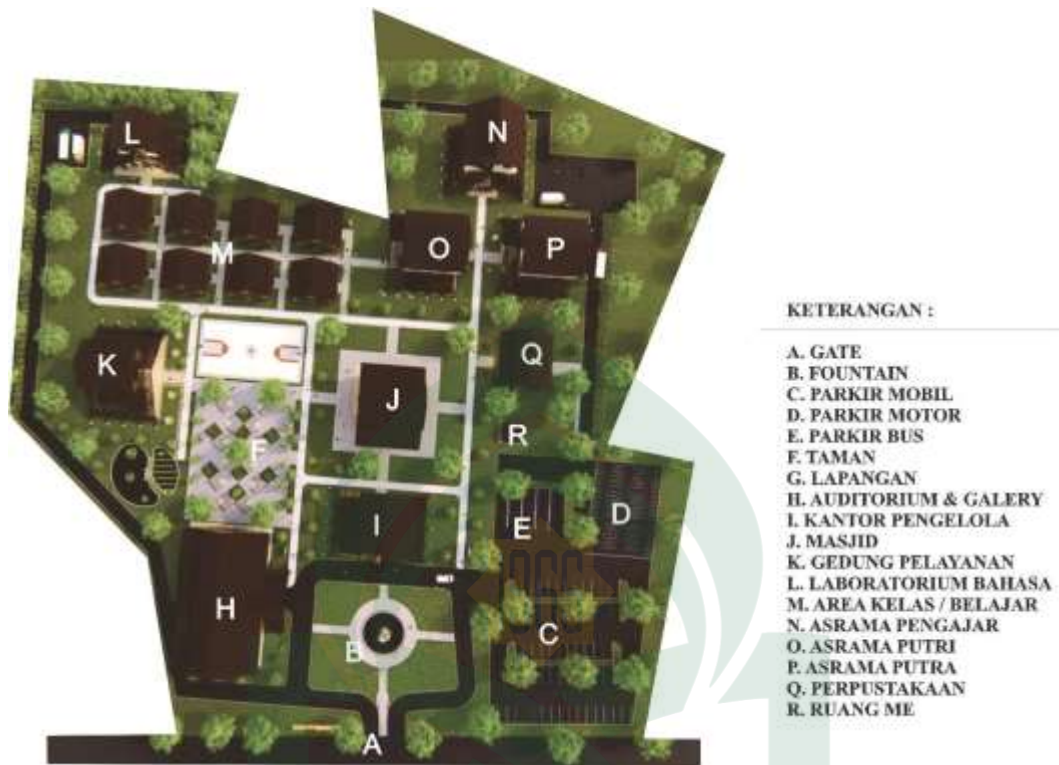 L
N
M
O
P
K
Q
J
F
R
E
D
I
H
C
B
A
KETERANGAN :
A. GATE
B. FOUNTAIN
C. PARKIR MOBIL
D. PARKIR MOTOR
E. PARKIR BUS
F. TAMAN
G. LAPANGAN
H. AUDITORIUM & GALERY
I. KANTOR PENGELOLA
J. MASJID
K. GEDUNG PELAYANAN
L. LABORATORIUM BAHASA
M. AREA KELAS / BELAJAR
N. ASRAMA PENGAJAR
O. ASRAMA PUTRI
P. ASRAMA PUTRA
Q. PERPUSTAKAAN
R. RUANG ME